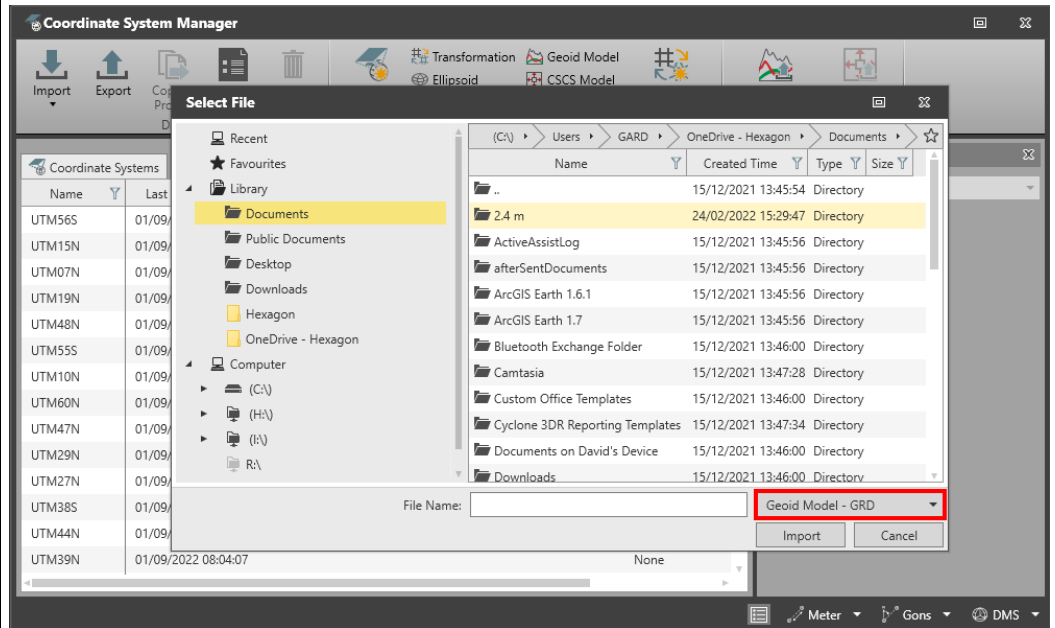 Coordinate System Manager
Import
Export
Transformation
Geoid Model
Ellipsoid
CSCS Model
Select File
Recent
Favourites
Library
Documents
Public Documents
Desktop
Downloads
Hexagon
OneDrive - Hexagon
Computer
(C:\)
(H:\)
(I:\)
R:\
(C:\) Users GARD OneDrive - Hexagon Documents
Name Created Time Type Size
.. 15/12/2021 13:45:54 Directory
2.4 m 24/02/2022 15:29:47 Directory
ActiveAssistLog 15/12/2021 13:45:56 Directory
afterSentDocuments 15/12/2021 13:45:56 Directory
ArcGIS Earth 1.6.1 15/12/2021 13:45:56 Directory
ArcGIS Earth 1.7 15/12/2021 13:45:56 Directory
Bluetooth Exchange Folder 15/12/2021 13:46:00 Directory
Camtasia 15/12/2021 13:47:28 Directory
Custom Office Templates 15/12/2021 13:46:00 Directory
Cyclone 3DR Reporting Templates 15/12/2021 13:47:34 Directory
Documents on David's Device 15/12/2021 13:46:00 Directory
Downloads 15/12/2021 13:46:00 Directory
File Name:
Geoid Model - GRD
Import
Cancel
Coordinate Systems
Name Last
UTM56S 01/09/
UTM15N 01/09/
UTM07N 01/09/
UTM19N 01/09/
UTM48N 01/09/
UTM55S 01/09/
UTM10N 01/09/
UTM60N 01/09/
UTM47N 01/09/
UTM29N 01/09/
UTM27N 01/09/
UTM38S 01/09/
UTM44N 01/09/
UTM39N 01/09/2022 08:04:07 None
Meter Gons DMS